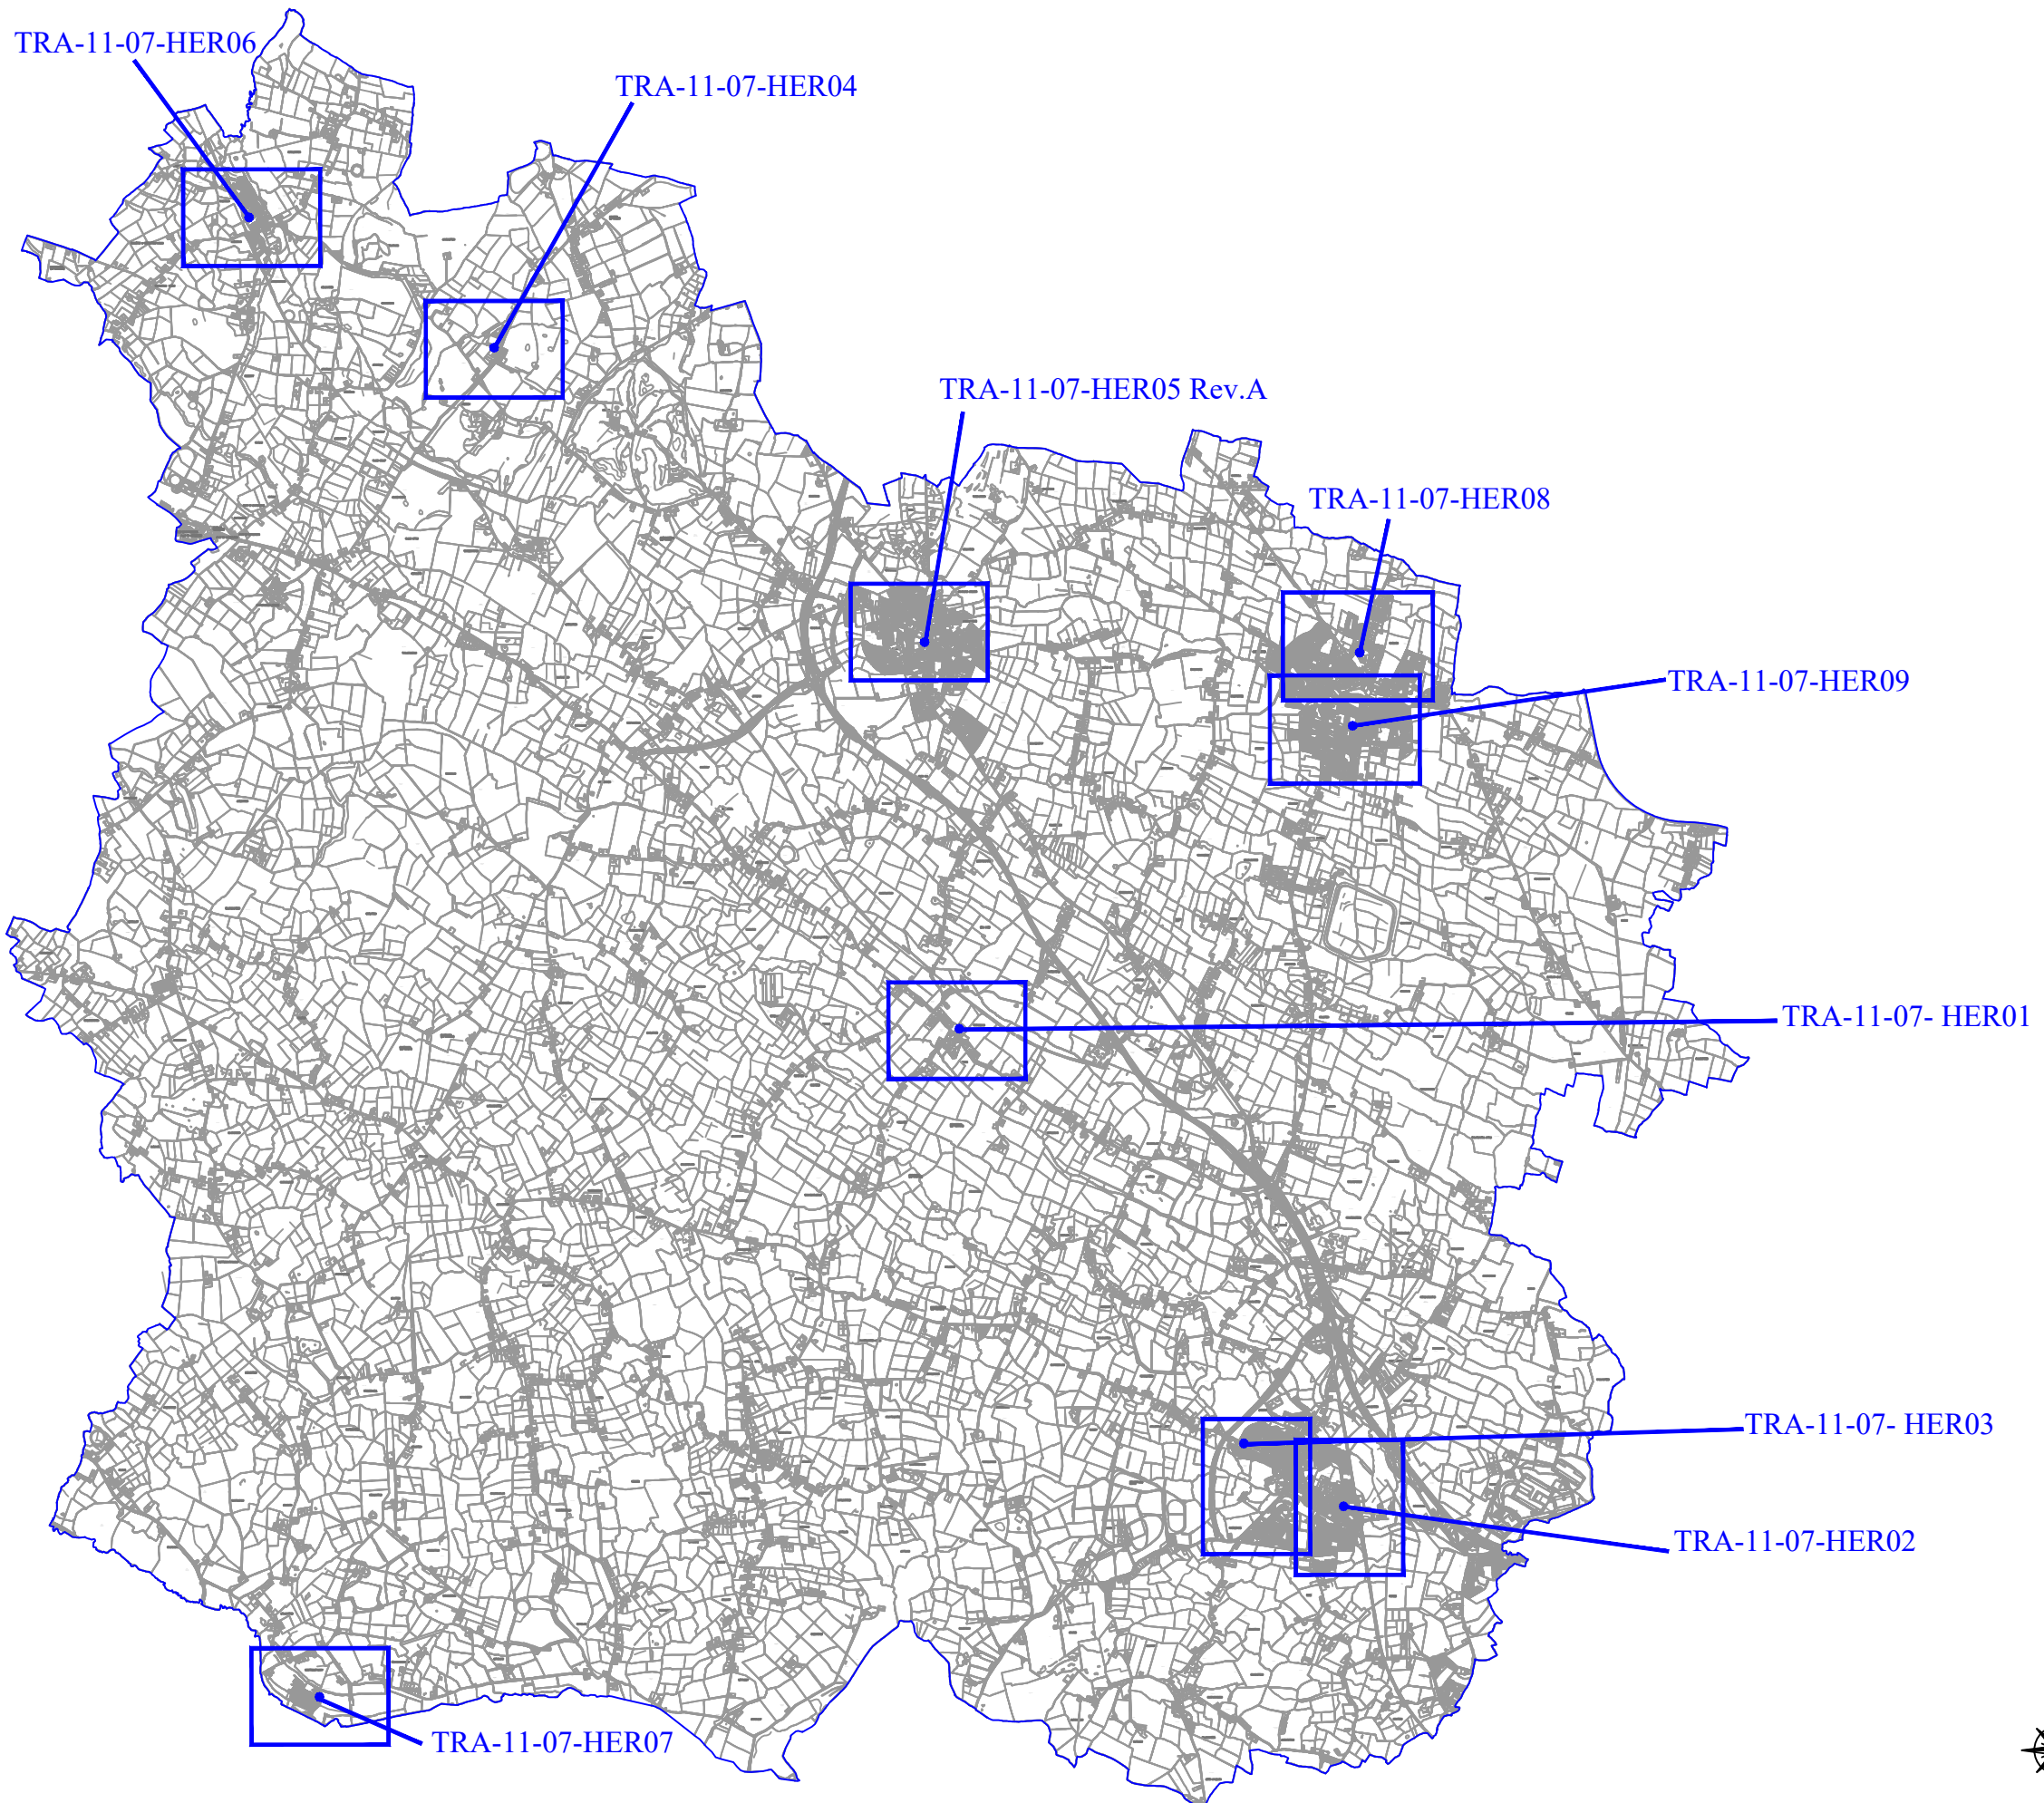 TRA-11-07-HER06
TRA-11-07-HER04
TRA-11-07-HER05 Rev.A
TRA-11-07-HER08
TRA-11-07-HER09
TRA-11-07- HER01
TRA-11-07- HER03
TRA-11-07-HER02
TRA-11-07-HER07